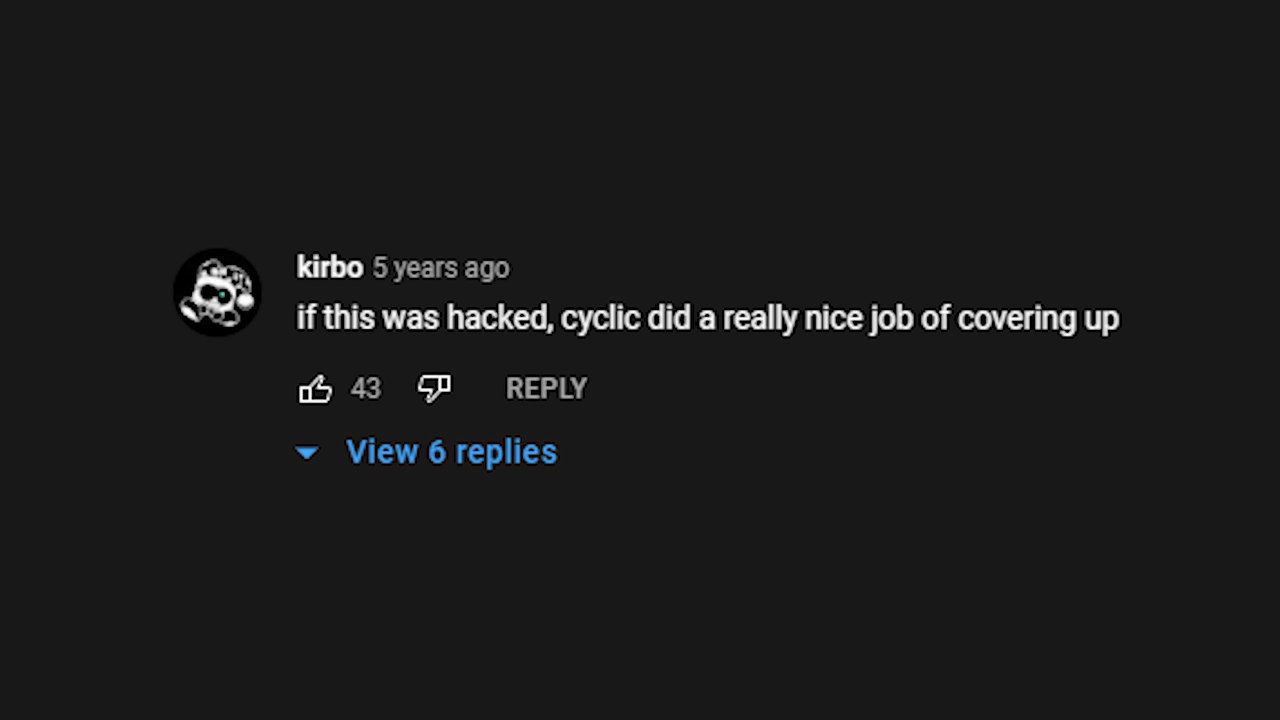 kirbo 5 years ago
if this was hacked, cyclic did a really nice job of covering up
43 REPLY
View 6 replies